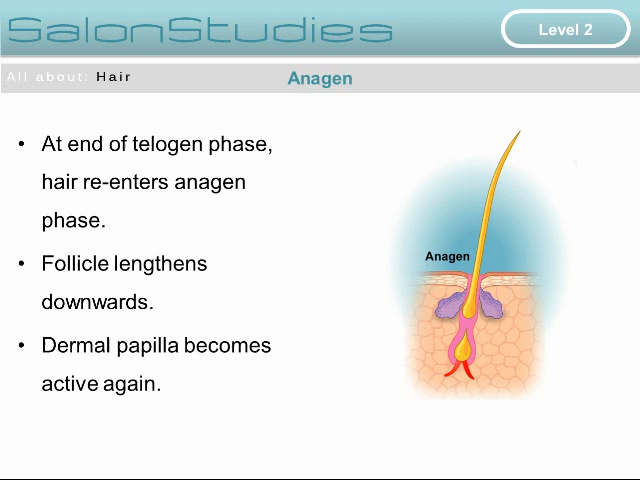 SalonStudies
Level 2
All about: Hair
Anagen
• At end of telogen phase,
hair re-enters anagen
phase.
• Follicle lengthens
downwards.
• Dermal papilla becomes
active again.
Anagen